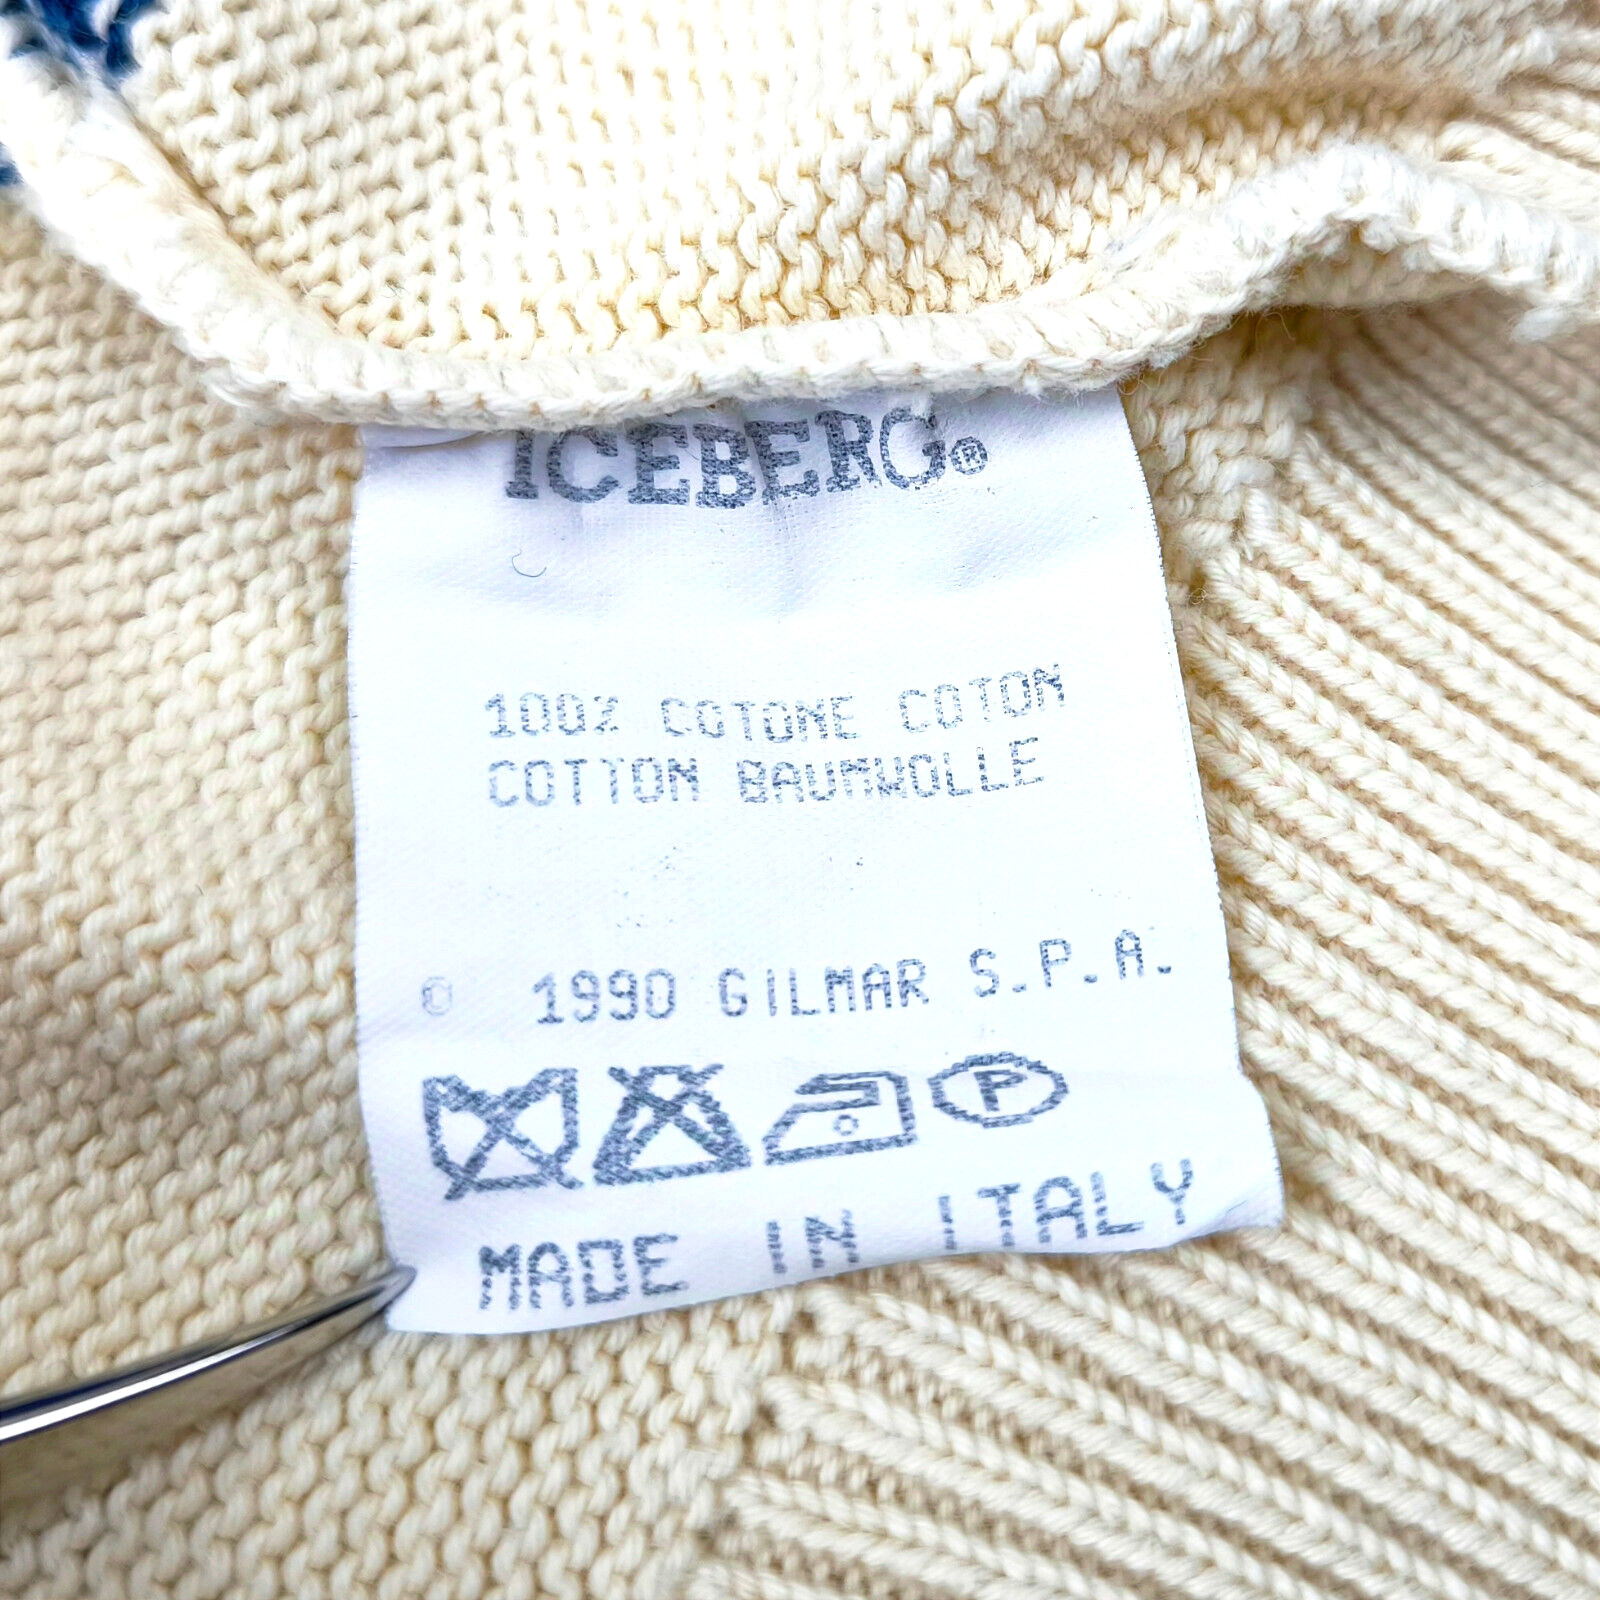 ICEBERG®
100% COTONE COTON
COTTON BAUMWOLLE
© 1990 GILMAR S.P.A.
P
MADE IN ITALY